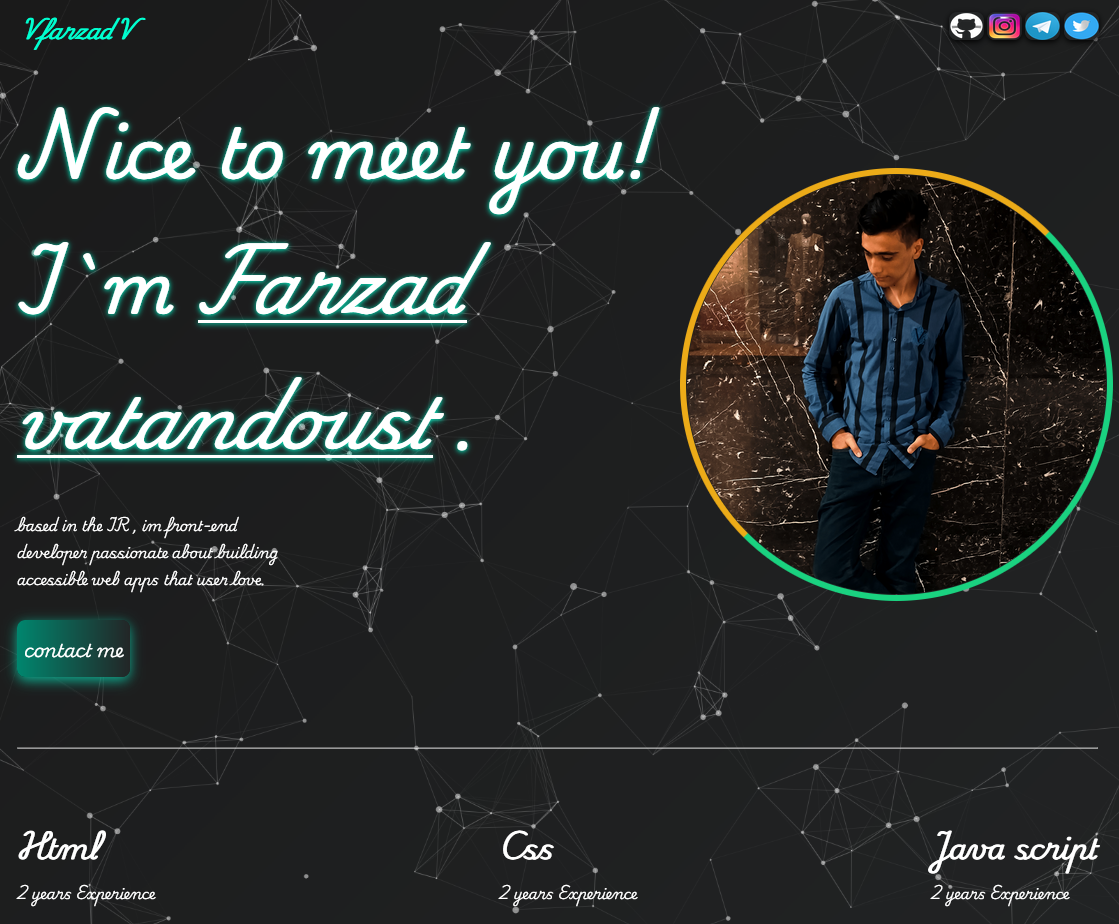 VfarzadV
Nice to meet you!
I`m Farzad
vatandoust .
based in the IR , im front-end
developer passionate about building
accessible web apps that user love.
contact me
Html
Css
Java script
2 years Experience
2 years Experience
2 years Experience